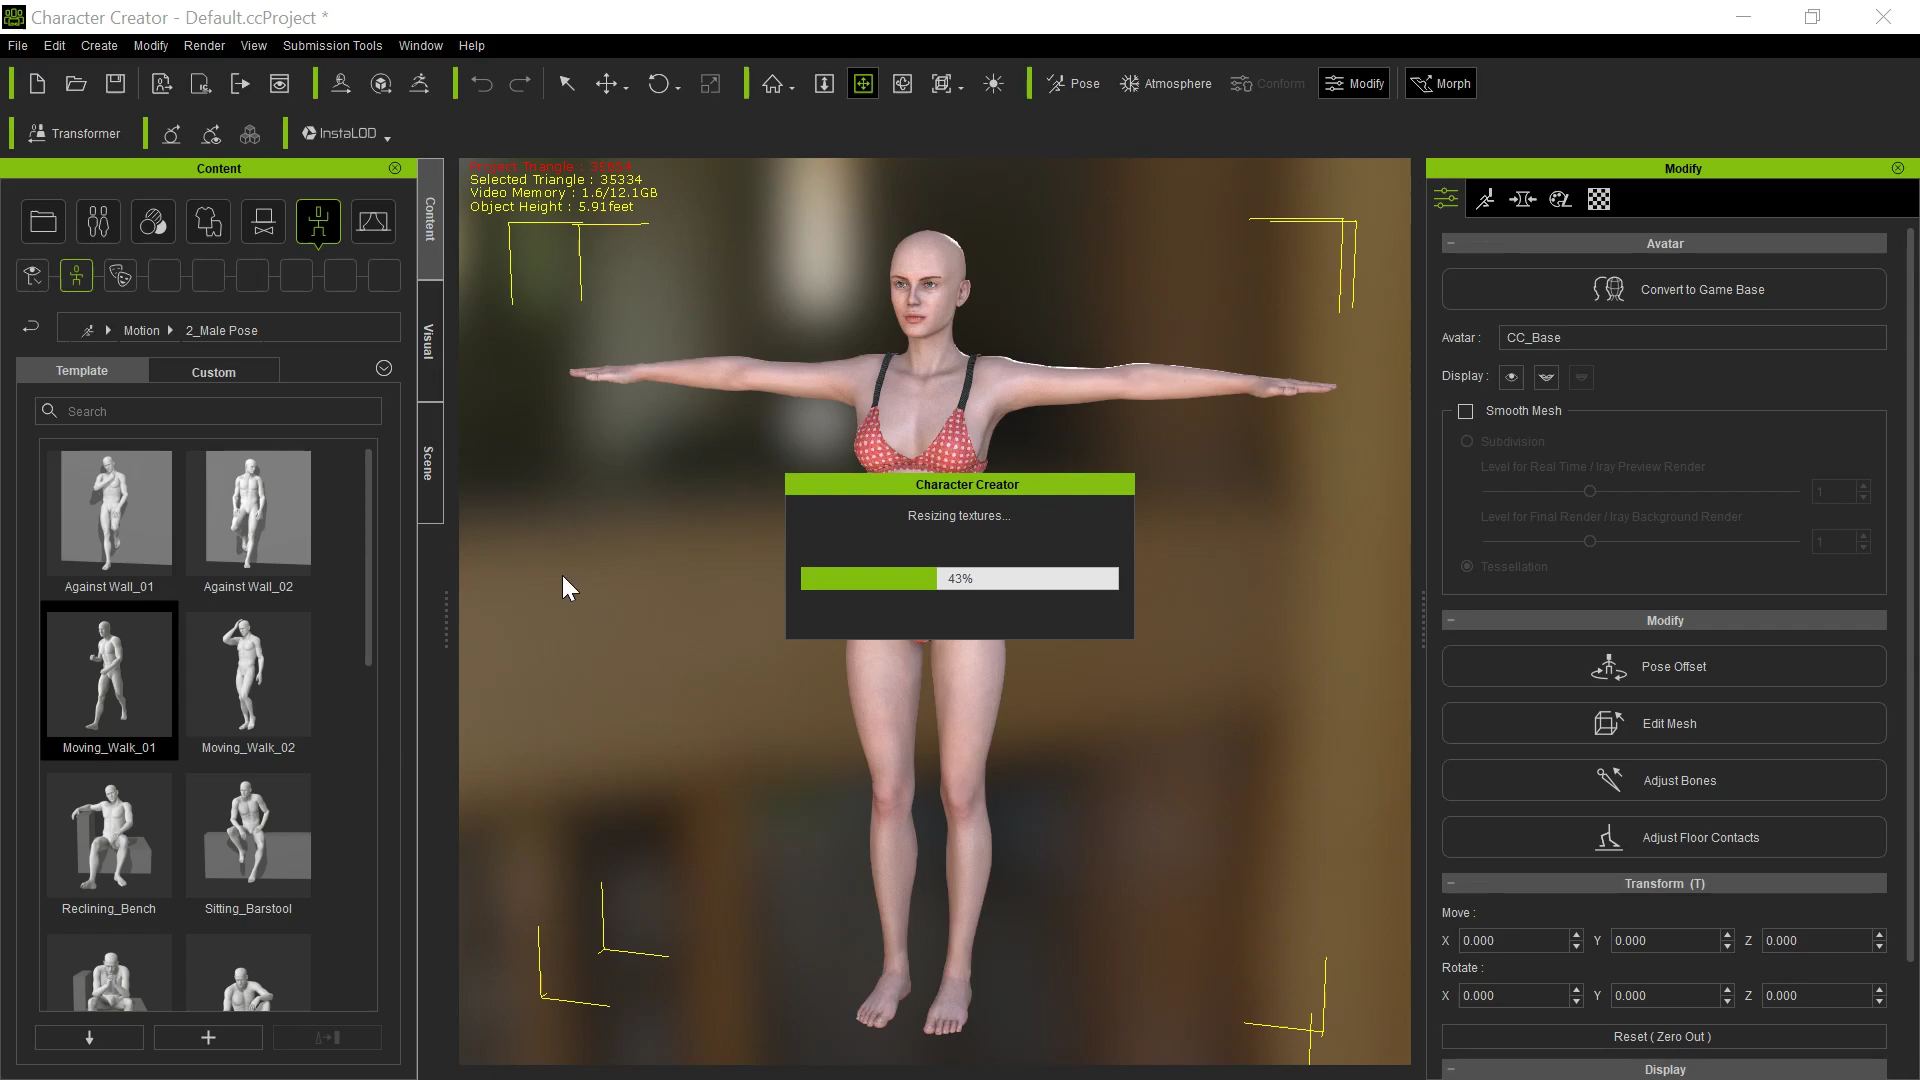 Character Creator - Default.ccProject *
File Edit Create Modify Render View Submission Tools Window Help
Pose Atmosphere Conform Modify Morph
Transformer InstaLOD
Content
Content
Visual
Scene
Motion 2_Male Pose
Template Custom
Search
Against Wall_01 Against Wall_02
Moving_Walk_01 Moving_Walk_02
Reclining_Bench Sitting_Barstool
Project Triangle :
Selected Triangle : 35334
Video Memory : 1.6/12.1GB
Object Height : 5.91feet
Character Creator
Resizing textures...
43%
Modify
Avatar
Convert to Game Base
Avatar : CC_Base
Display :
Smooth Mesh
Subdivision
Level for Real Time / Iray Preview Render
1
Level for Final Render / Iray Background Render
1
Tessellation
Modify
Pose Offset
Edit Mesh
Adjust Bones
Adjust Floor Contacts
Transform (T)
Move :
X 0.000 Y 0.000 Z 0.000
Rotate :
X 0.000 Y 0.000 Z 0.000
Reset ( Zero Out )
Display